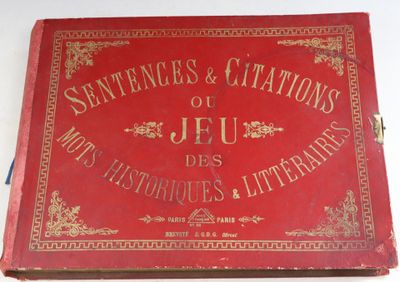 SENTENCES & CITATIONS
OU
JEU
DES
MOTS HISTORIQUES & LITTÉRAIRES
PARIS PARIS
BREVETÉ S.G.D.G.